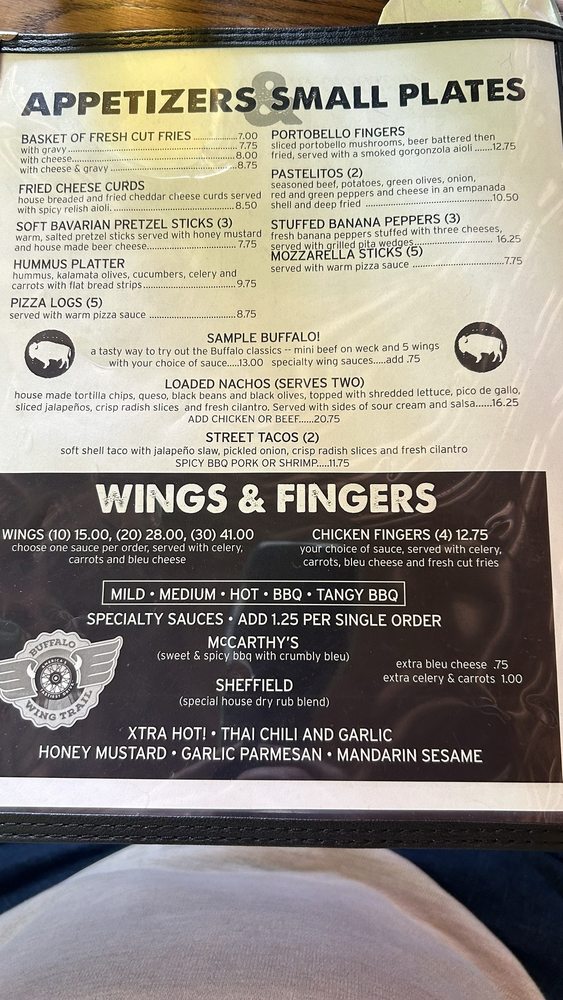 APPETIZERS & SMALL PLATES
BASKET OF FRESH CUT FRIES..............7.00
with gravy..............7.75
with cheese..............8.00
with cheese & gravy..............8.75
FRIED CHEESE CURDS
house breaded and fried cheddar cheese curds served
with spicy relish aioli...............8.50
SOFT BAVARIAN PRETZEL STICKS (3)
warm, salted pretzel sticks served with honey mustard
and house made beer cheese..............7.75
HUMMUS PLATTER
hummus, kalamata olives, cucumbers, celery and
carrots with flat bread strips..............9.75
PIZZA LOGS (5)
served with warm pizza sauce ..............8.75
PORTOBELLO FINGERS
sliced portobello mushrooms, beer battered then
fried, served with a smoked gorgonzola aioli ......12.75
PASTELITOS (2)
seasoned beef, potatoes, green olives, onion,
red and green peppers and cheese in an empanada
shell and deep fried ..............10.50
STUFFED BANANA PEPPERS (3)
fresh banana peppers stuffed with three cheeses,
served with grilled pita wedges.............. 16.25
MOZZARELLA STICKS (5)
served with warm pizza sauce ..............7.75
SAMPLE BUFFALO!
a tasty way to try out the Buffalo classics -- mini beef on weck and 5 wings
with your choice of sauce.....13.00 specialty wing sauces.....add .75
LOADED NACHOS (SERVES TWO)
house made tortilla chips, queso, black beans and black olives, topped with shredded lettuce, pico de gallo,
sliced jalapeños, crisp radish slices and fresh cilantro. Served with sides of sour cream and salsa......16.25
ADD CHICKEN OR BEEF......20.75
STREET TACOS (2)
soft shell taco with jalapeño slaw, pickled onion, crisp radish slices and fresh cilantro
SPICY BBQ PORK OR SHRIMP.....11.75
WINGS & FINGERS
WINGS (10) 15.00, (20) 28.00, (30) 41.00
choose one sauce per order, served with celery,
carrots and bleu cheese
CHICKEN FINGERS (4) 12.75
your choice of sauce, served with celery,
carrots, bleu cheese and fresh cut fries
MILD • MEDIUM • HOT • BBQ • TANGY BBQ
SPECIALTY SAUCES • ADD 1.25 PER SINGLE ORDER
McCARTHY'S
(sweet & spicy bbq with crumbly bleu)
SHEFFIELD
(special house dry rub blend)
extra bleu cheese .75
extra celery & carrots 1.00
BUFFALO
WING TRAIL
XTRA HOT! • THAI CHILI AND GARLIC
HONEY MUSTARD • GARLIC PARMESAN • MANDARIN SESAME